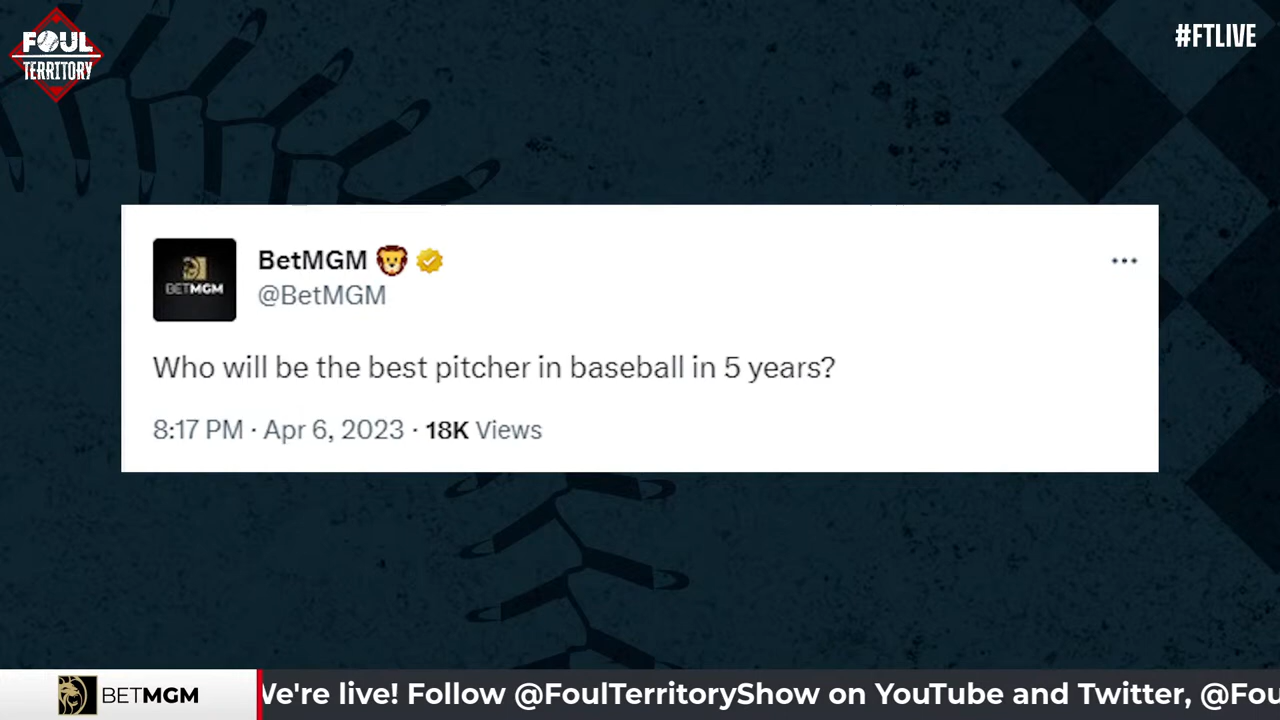 FOUL
TERRITORY
#FTLIVE
BETMGM
BetMGM 🦁
@BetMGM
Who will be the best pitcher in baseball in 5 years?
8:17 PM · Apr 6, 2023 · 18K Views
BETMGM
We're live! Follow @FoulTerritoryShow on YouTube and Twitter, @Fou